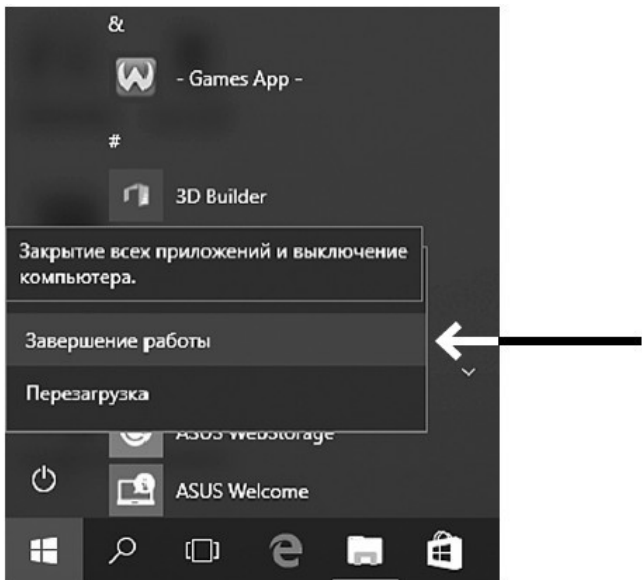 &
- Games App -
#
3D Builder
Закрытие всех приложений и выключение
компьютера.
Завершение работы
Перезагрузка
ASUS WebStorage
ASUS Welcome